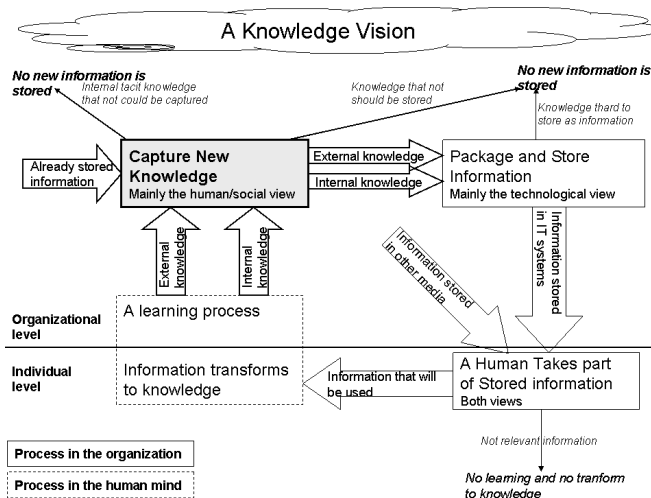 A Knowledge Vision
No new information is
stored
Internal tacit knowledge
that not could be captured
Knowledge that not
should be stored
No new information is
stored
Knowledge thard to
store as information
Already stored
information
Capture New
Knowledge
Mainly the human/social view
External knowledge
Internal knowledge
Package and Store
Information
Mainly the technological view
External
knowledge
Internal
knowledge
Information stored
in other media
Information stored
in IT systems
Organizational
level
A learning process
Individual
level
Information transforms
to knowledge
Information that will
be used
A Human Takes part
of Stored information
Both views
Not relevant information
No learning and no tranform
to knowledge
Process in the organization
Process in the human mind